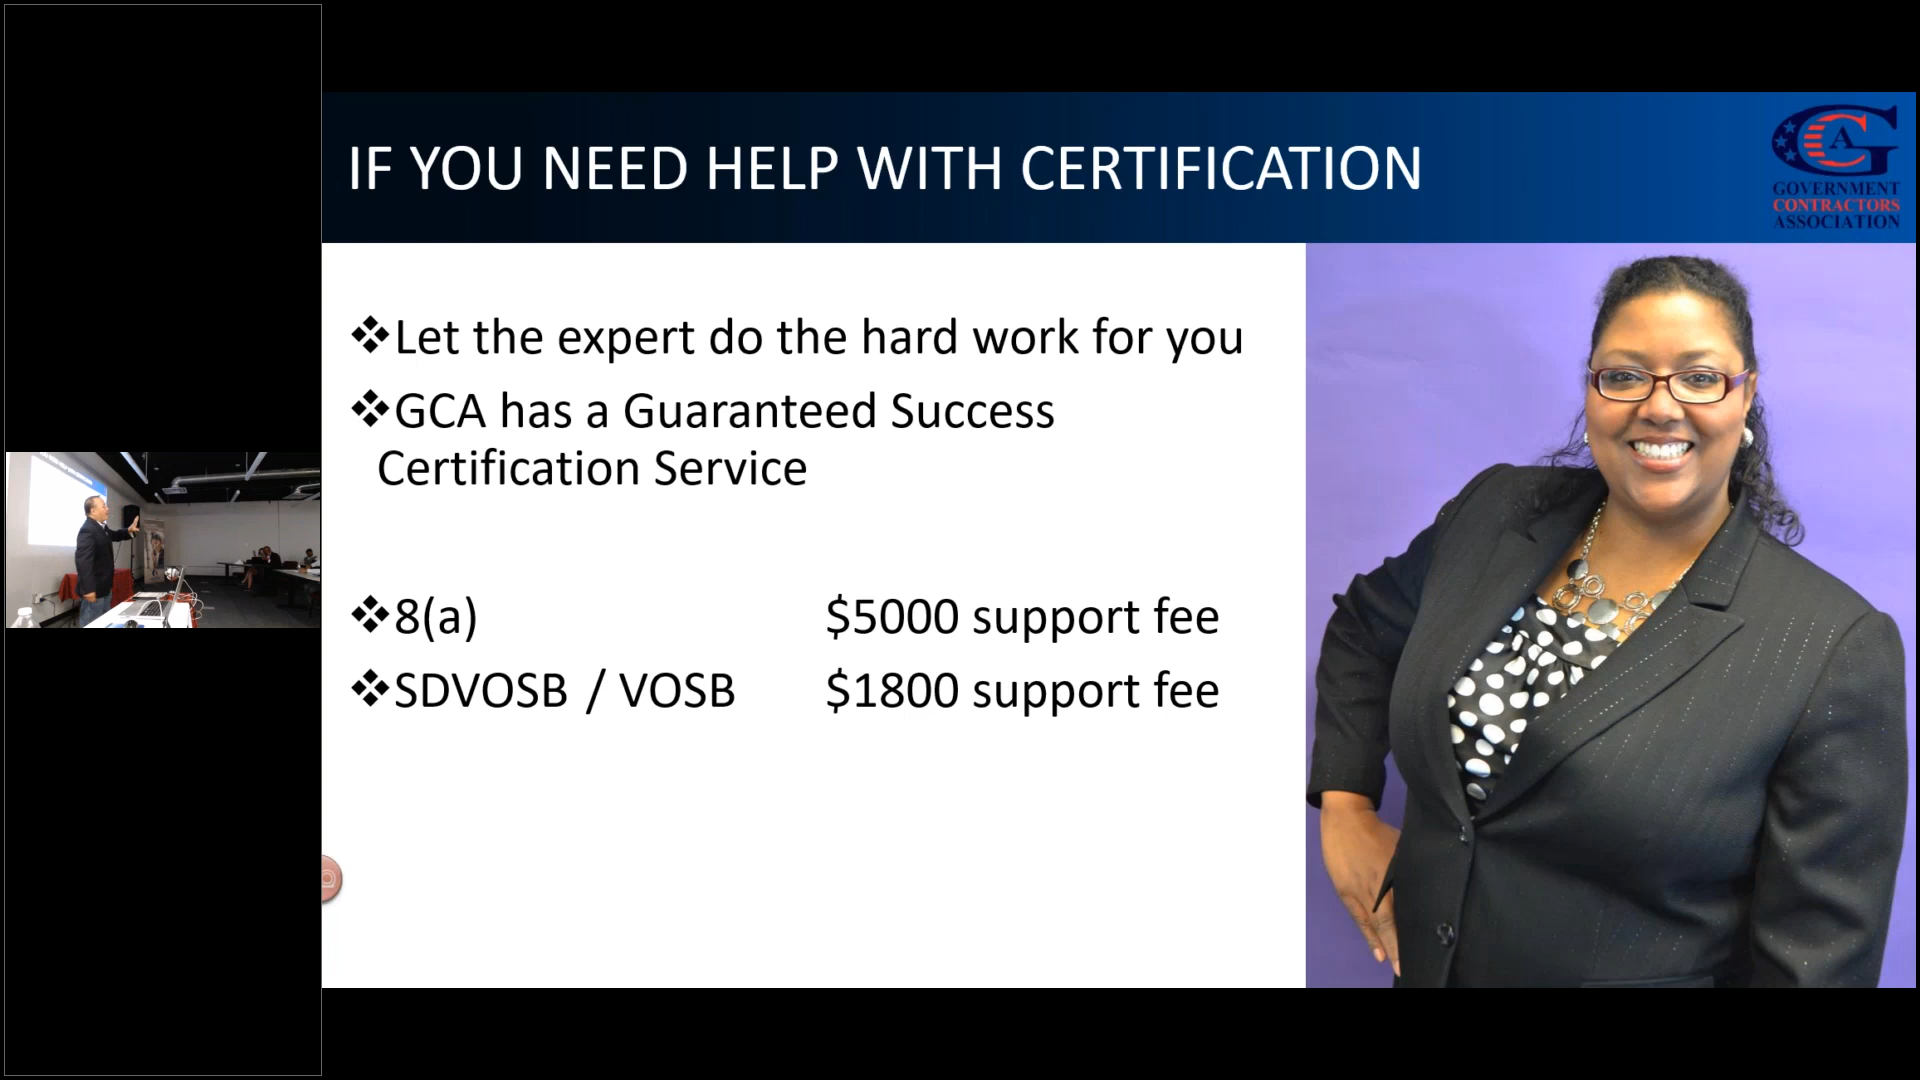 IF YOU NEED HELP WITH CERTIFICATION
GOVERNMENT
CONTRACTORS
ASSOCIATION
❖Let the expert do the hard work for you
❖GCA has a Guaranteed Success
Certification Service
❖8(a) $5000 support fee
❖SDVOSB / VOSB $1800 support fee